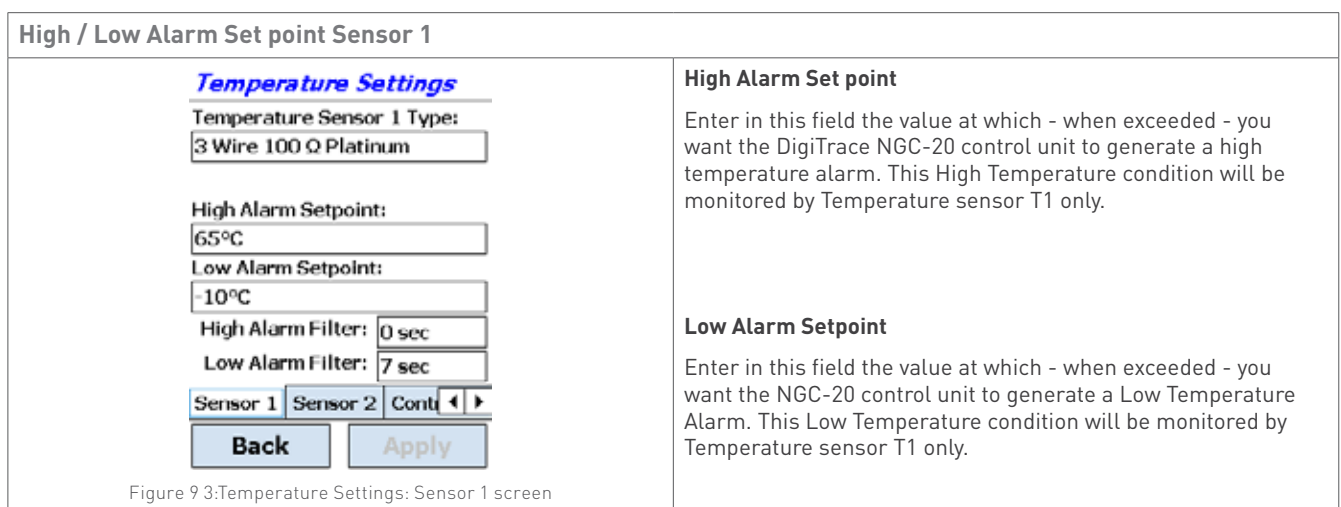 High / Low Alarm Set point Sensor 1
Temperature Settings
Temperature Sensor 1 Type:
3 Wire 100 Ω Platinum
High Alarm Setpoint:
65°C
Low Alarm Setpoint:
-10°C
High Alarm Filter: 0 sec
Low Alarm Filter: 7 sec
Sensor 1 Sensor 2 Conti
Back Apply
Figure 9 3:Temperature Settings: Sensor 1 screen
High Alarm Set point
Enter in this field the value at which - when exceeded - you
want the DigiTrace NGC-20 control unit to generate a high
temperature alarm. This High Temperature condition will be
monitored by Temperature sensor T1 only.
Low Alarm Setpoint
Enter in this field the value at which - when exceeded - you
want the NGC-20 control unit to generate a Low Temperature
Alarm. This Low Temperature condition will be monitored by
Temperature sensor T1 only.